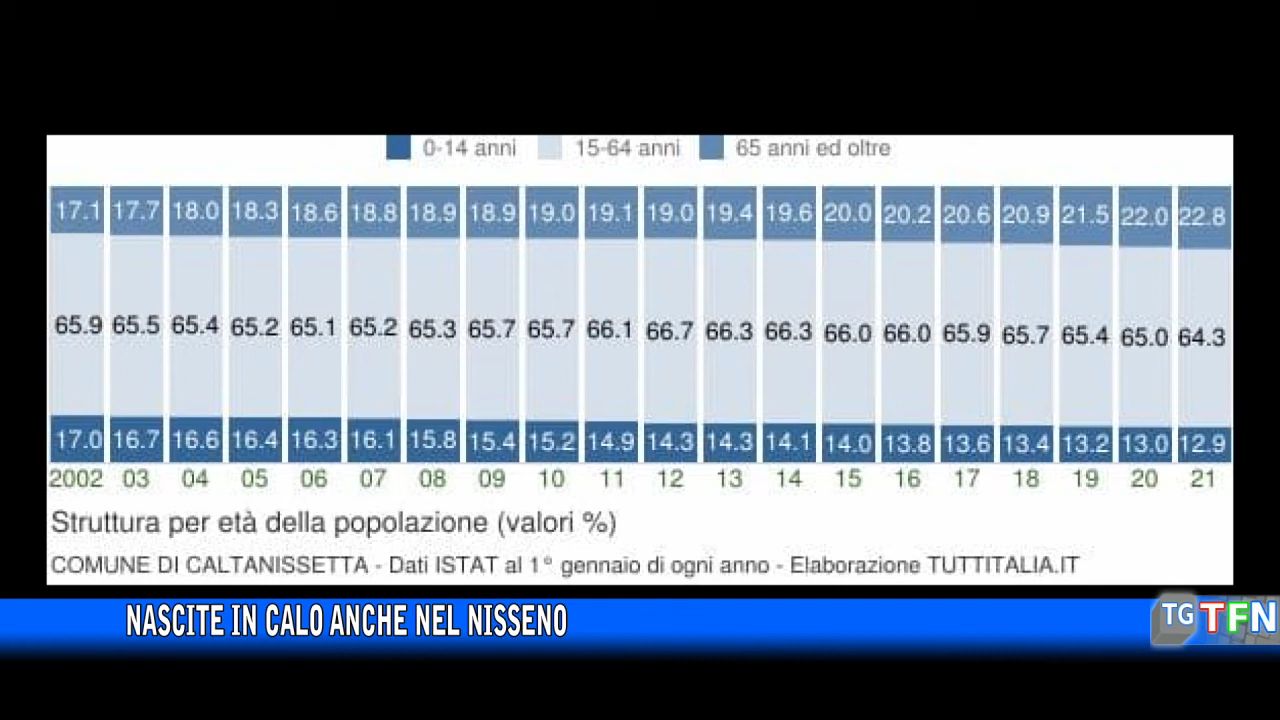 0-14 anni 15-64 anni 65 anni ed oltre
17.1 17.7 18.0 18.3 18.6 18.8 18.9 18.9 19.0 19.1 19.0 19.4 19.6 20.0 20.2 20.6 20.9 21.5 22.0 22.8
65.9 65.5 65.4 65.2 65.1 65.2 65.3 65.7 65.7 66.1 66.7 66.3 66.3 66.0 66.0 65.9 65.7 65.4 65.0 64.3
17.0 16.7 16.6 16.4 16.3 16.1 15.8 15.4 15.2 14.9 14.3 14.3 14.1 14.0 13.8 13.6 13.4 13.2 13.0 12.9
2002 03 04 05 06 07 08 09 10 11 12 13 14 15 16 17 18 19 20 21
Struttura per età della popolazione (valori %)
COMUNE DI CALTANISSETTA - Dati ISTAT al 1° gennaio di ogni anno - Elaborazione TUTTITALIA.IT
NASCITE IN CALO ANCHE NEL NISSENO
TG TFN